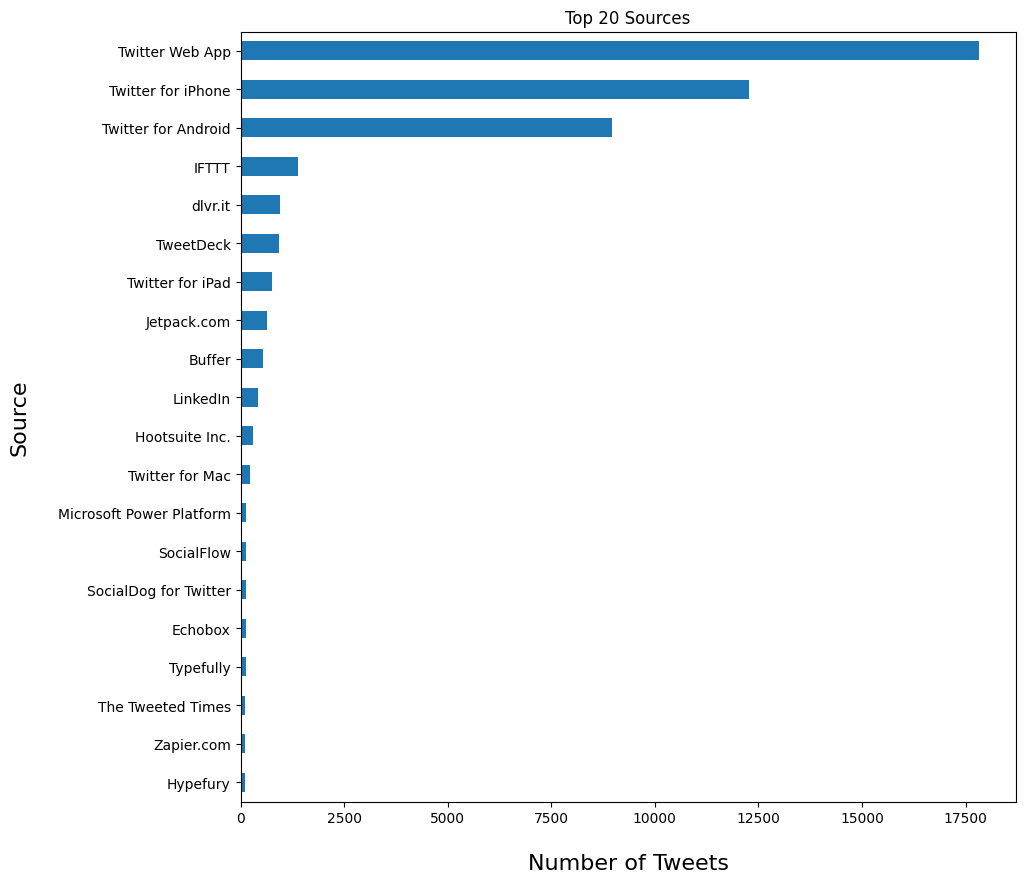 Top 20 Sources
Twitter Web App
Twitter for iPhone
Twitter for Android
IFTTT
dlvr.it
TweetDeck
Twitter for iPad
Jetpack.com
Buffer
LinkedIn
Hootsuite Inc.
Twitter for Mac
Microsoft Power Platform
SocialFlow
SocialDog for Twitter
Echobox
Typefully
The Tweeted Times
Zapier.com
Hypefury
Source
0 2500 5000 7500 10000 12500 15000 17500
Number of Tweets